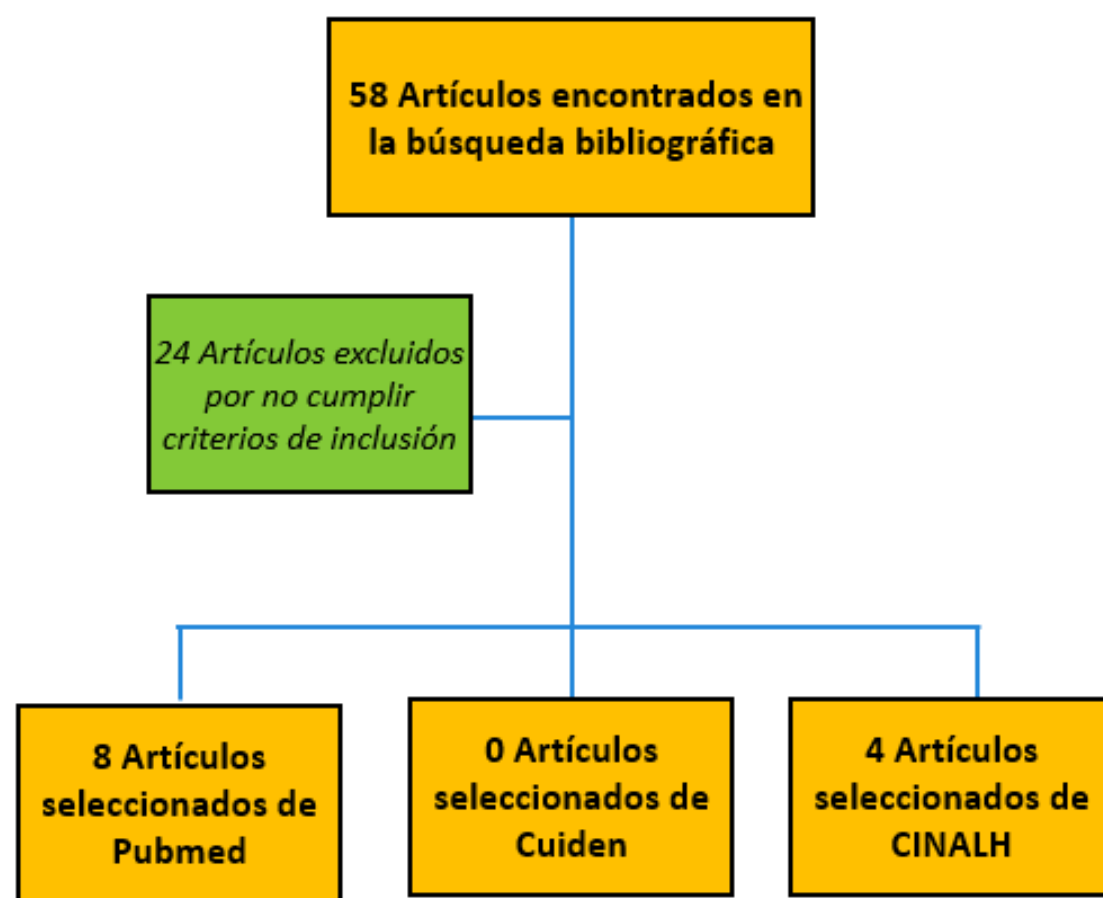 58 Artículos encontrados en
la búsqueda bibliográfica
24 Artículos excluidos
por no cumplir
criterios de inclusión
8 Artículos
seleccionados de
Pubmed
0 Artículos
seleccionados de
Cuiden
4 Artículos
seleccionados de
CINALH